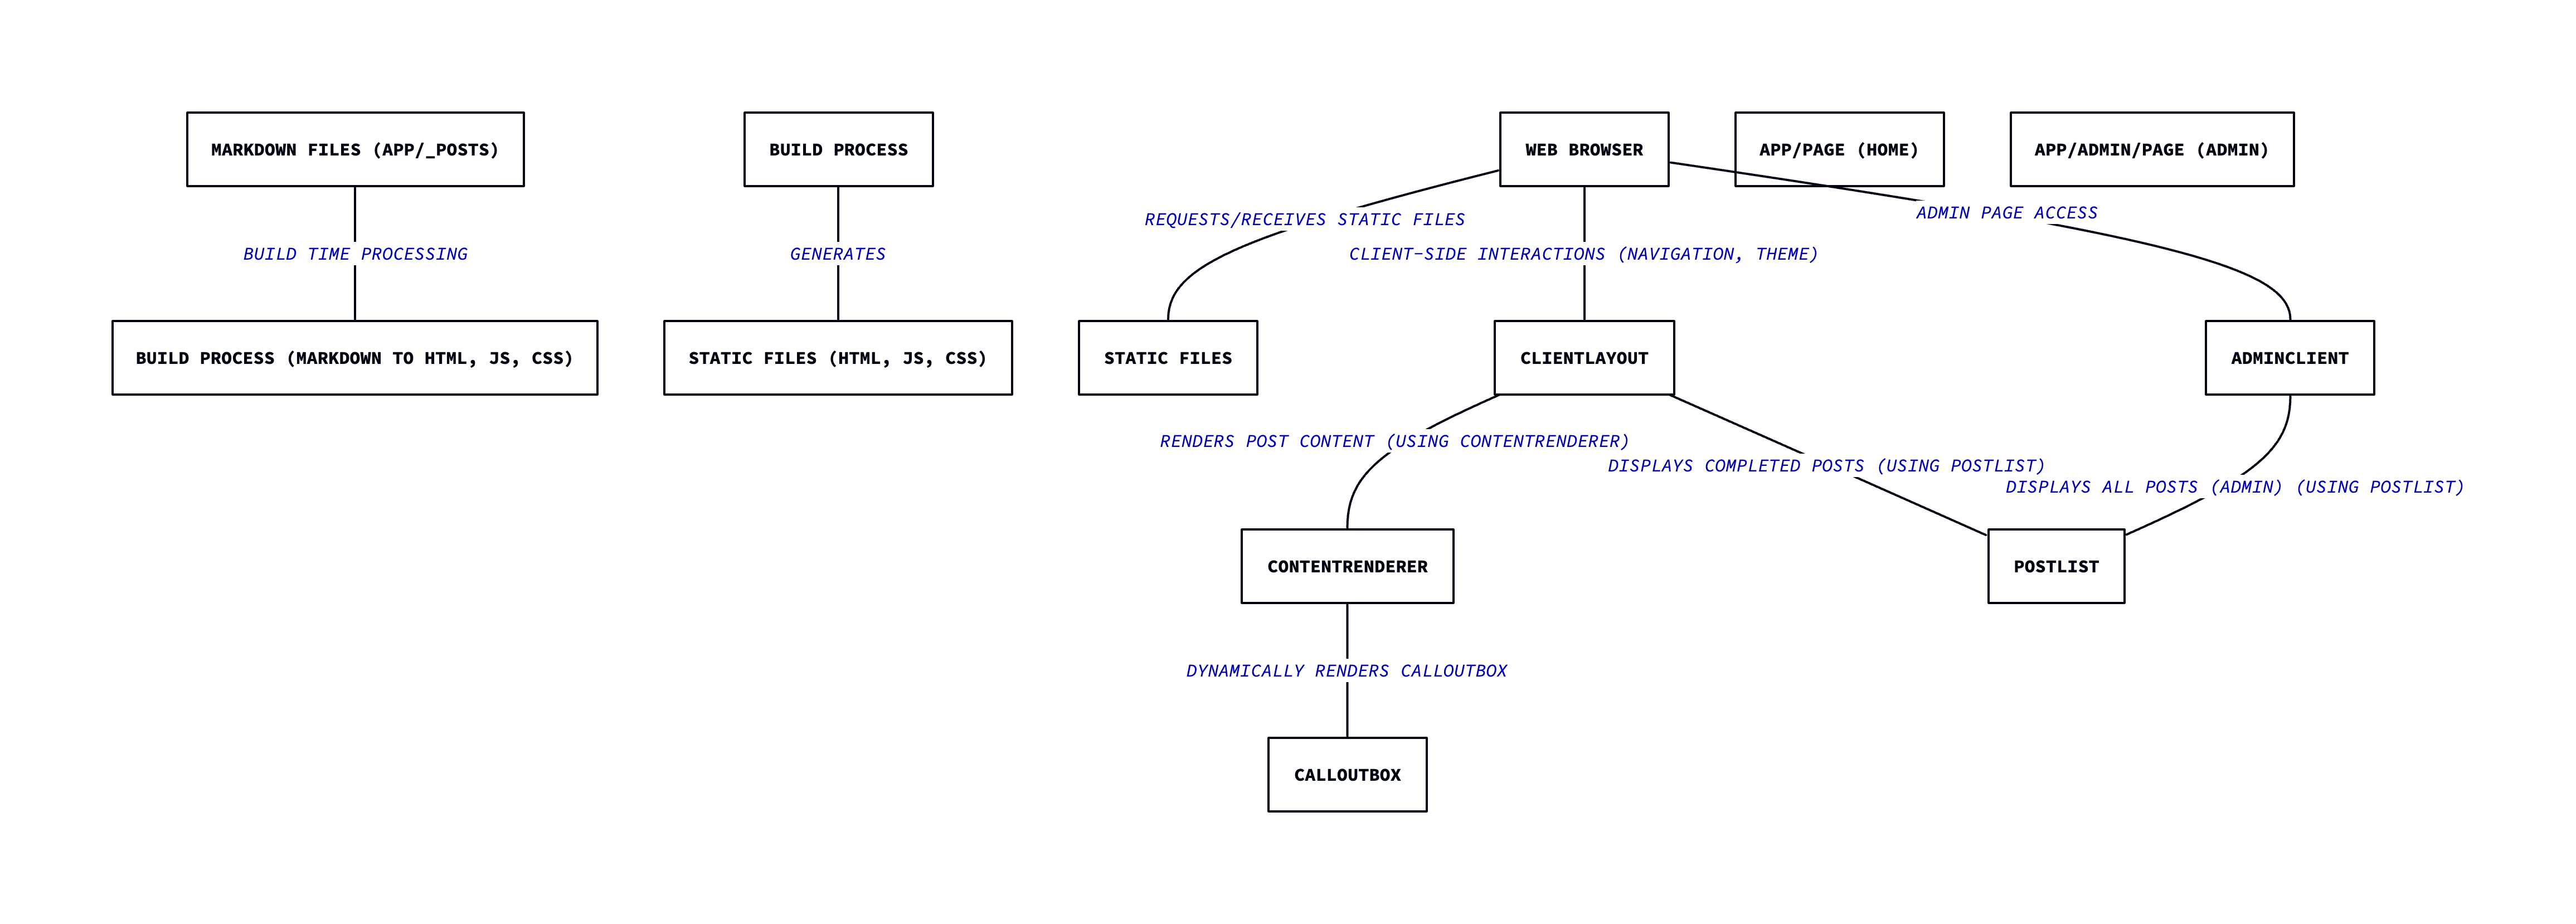 MARKDOWN FILES (APP/_POSTS)
BUILD PROCESS
WEB BROWSER
APP/PAGE (HOME)
APP/ADMIN/PAGE (ADMIN)
REQUESTS/RECEIVES STATIC FILES
ADMIN PAGE ACCESS
BUILD TIME PROCESSING
GENERATES
CLIENT-SIDE INTERACTIONS (NAVIGATION, THEME)
BUILD PROCESS (MARKDOWN TO HTML, JS, CSS)
STATIC FILES (HTML, JS, CSS)
STATIC FILES
CLIENTLAYOUT
ADMINCLIENT
RENDERS POST CONTENT (USING CONTENTRENDERER)
DISPLAYS COMPLETED POSTS (USING POSTLIST)
DISPLAYS ALL POSTS (ADMIN) (USING POSTLIST)
CONTENTRENDERER
POSTLIST
DYNAMICALLY RENDERS CALLOUTBOX
CALLOUTBOX